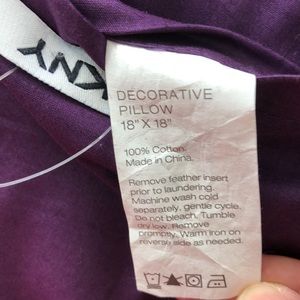 KNY
DECORATIVE
PILLOW
18" X 18"
100% Cotton.
Made in China.
Remove feather insert
prior to laundering.
Machine wash cold
separately, gentle cycle.
Do not bleach. Tumble
dry low. Remove
promptly. Warm iron on
reverse side as needed.